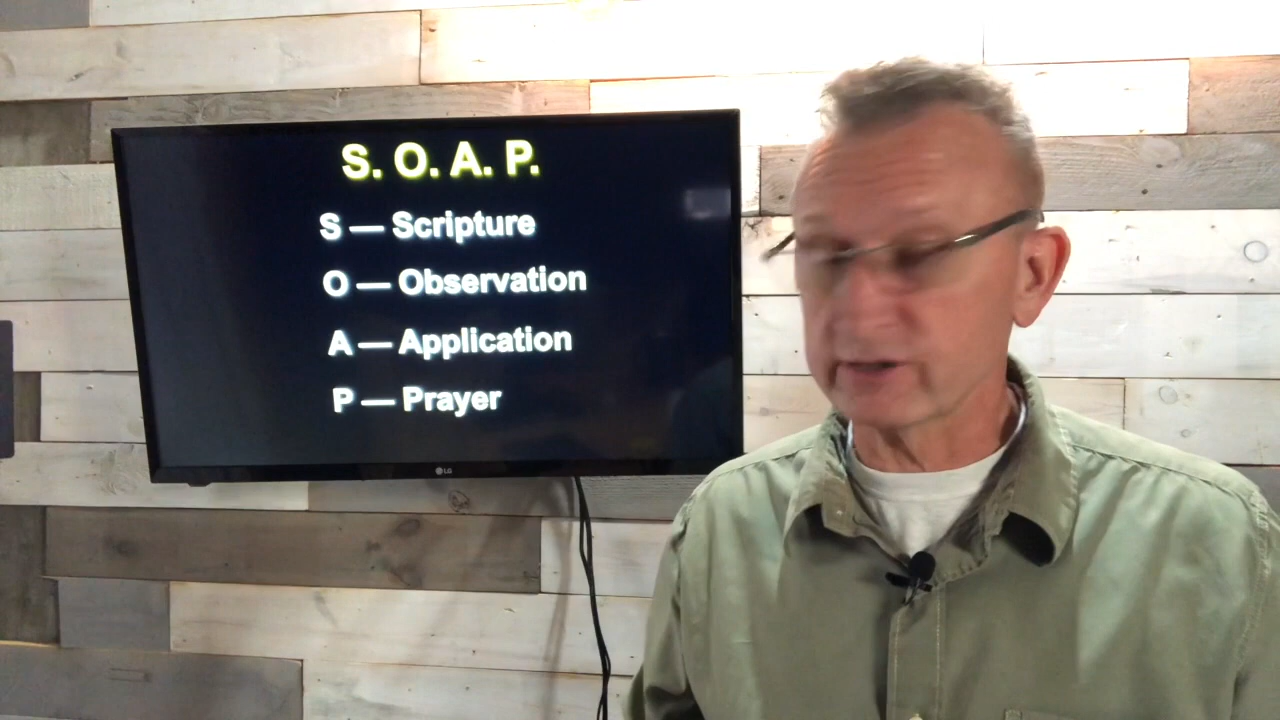 S. O. A. P.
S — Scripture
O — Observation
A — Application
P — Prayer
LG